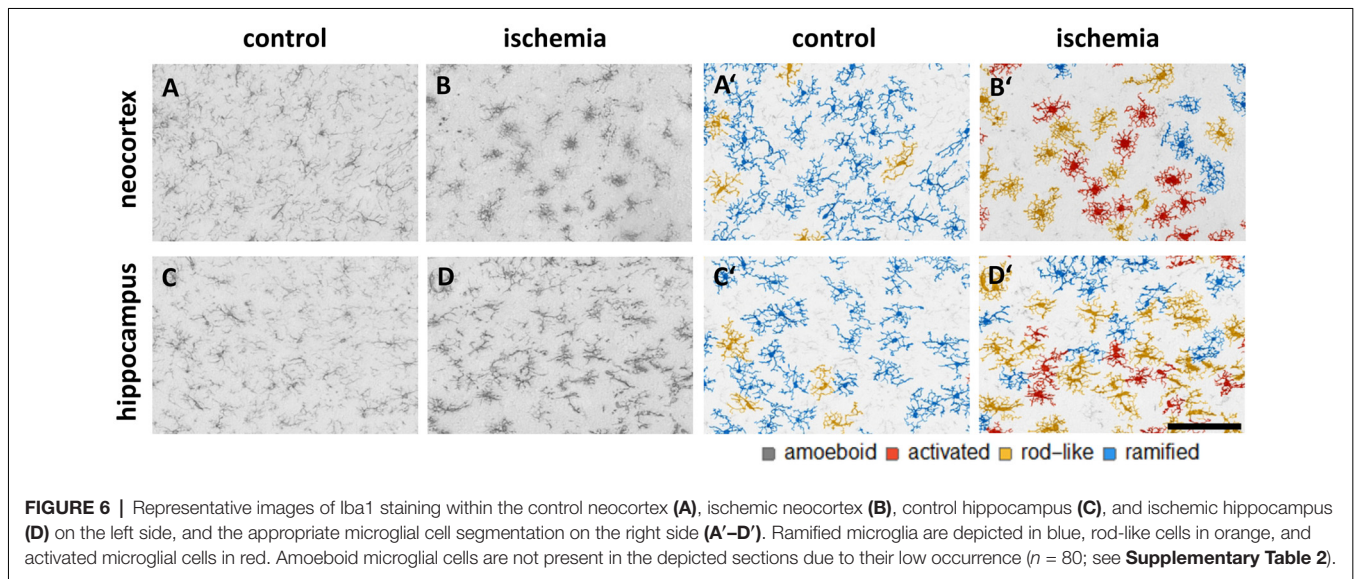 control ischemia control ischemia
neocortex
A B A‘ B‘
hippocampus
C D C‘ D‘
amoeboid activated rod–like ramified
FIGURE 6 | Representative images of Iba1 staining within the control neocortex (A), ischemic neocortex (B), control hippocampus (C), and ischemic hippocampus
(D) on the left side, and the appropriate microglial cell segmentation on the right side (A′–D′). Ramified microglia are depicted in blue, rod-like cells in orange, and
activated microglial cells in red. Amoeboid microglial cells are not present in the depicted sections due to their low occurrence (n = 80; see Supplementary Table 2).